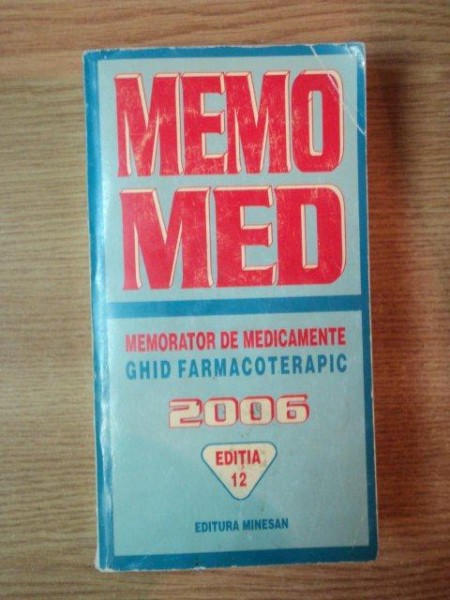 MEMO
MED
MEMORATOR DE MEDICAMENTE
GHID FARMACOTERAPIC
2006
EDIȚIA
12
EDITURA MINESAN